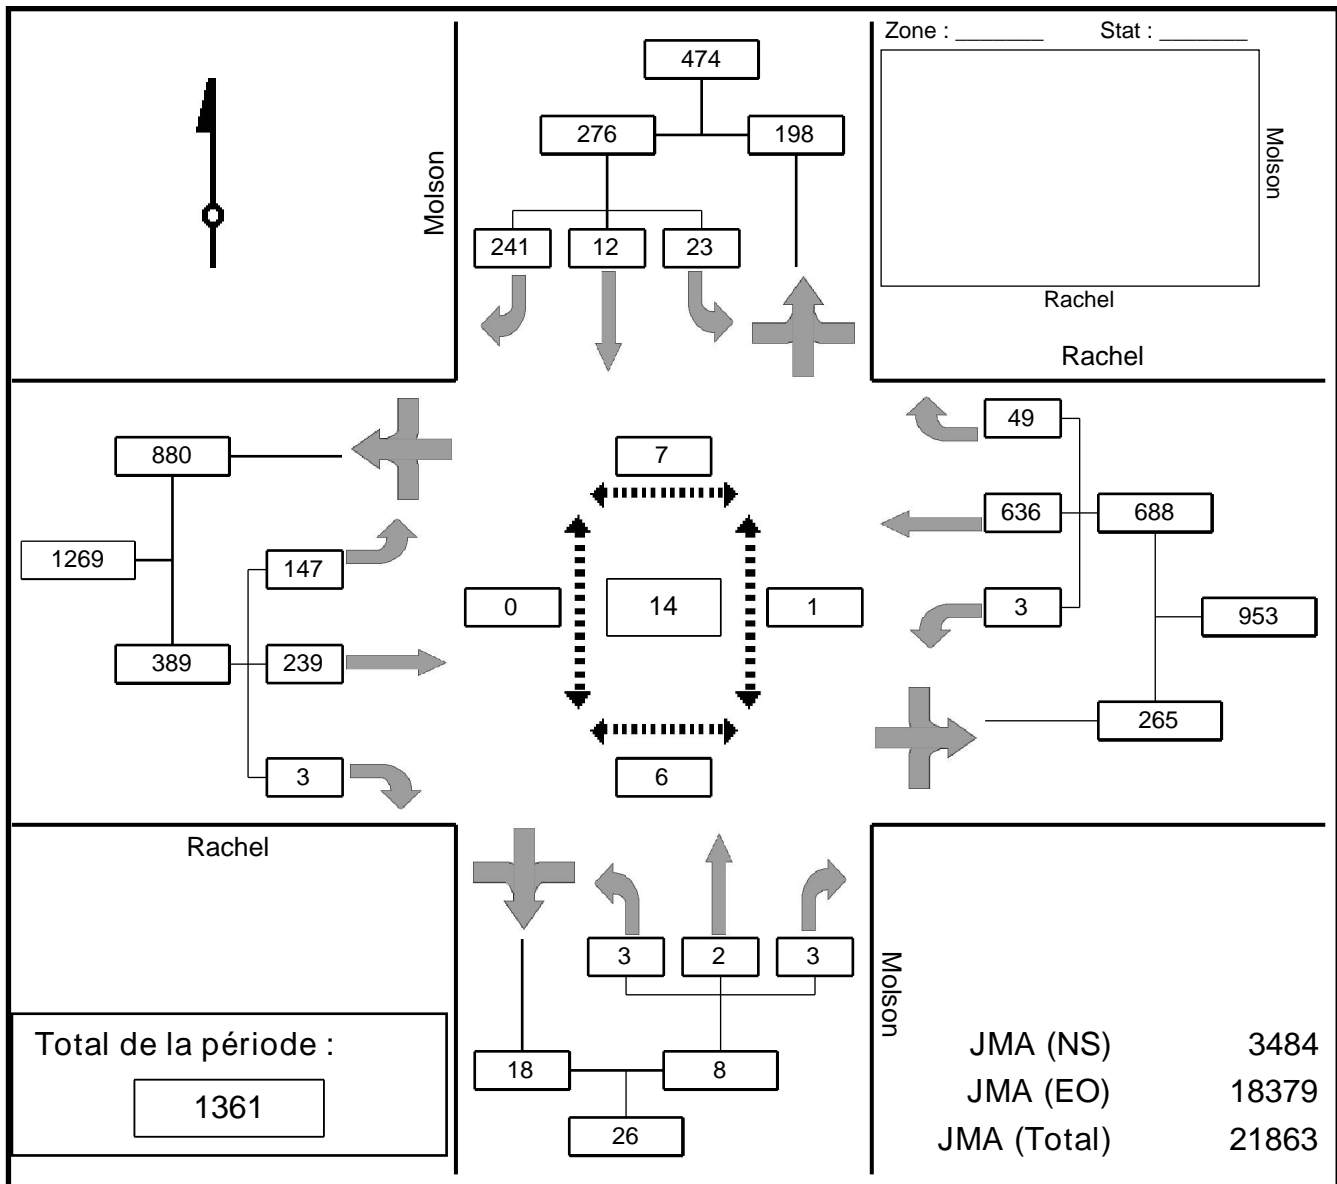 Zone : _______ Stat : _______
474
276 198
Molson
Molson
241 12 23
Rachel
Rachel
49
880
7
636 688
1269
147
0 14 1
3 953
389 239
265
3 6
Rachel
3 2 3
Molson
Total de la période :
1361
18 8
26
JMA (NS) 3484
JMA (EO) 18379
JMA (Total) 21863